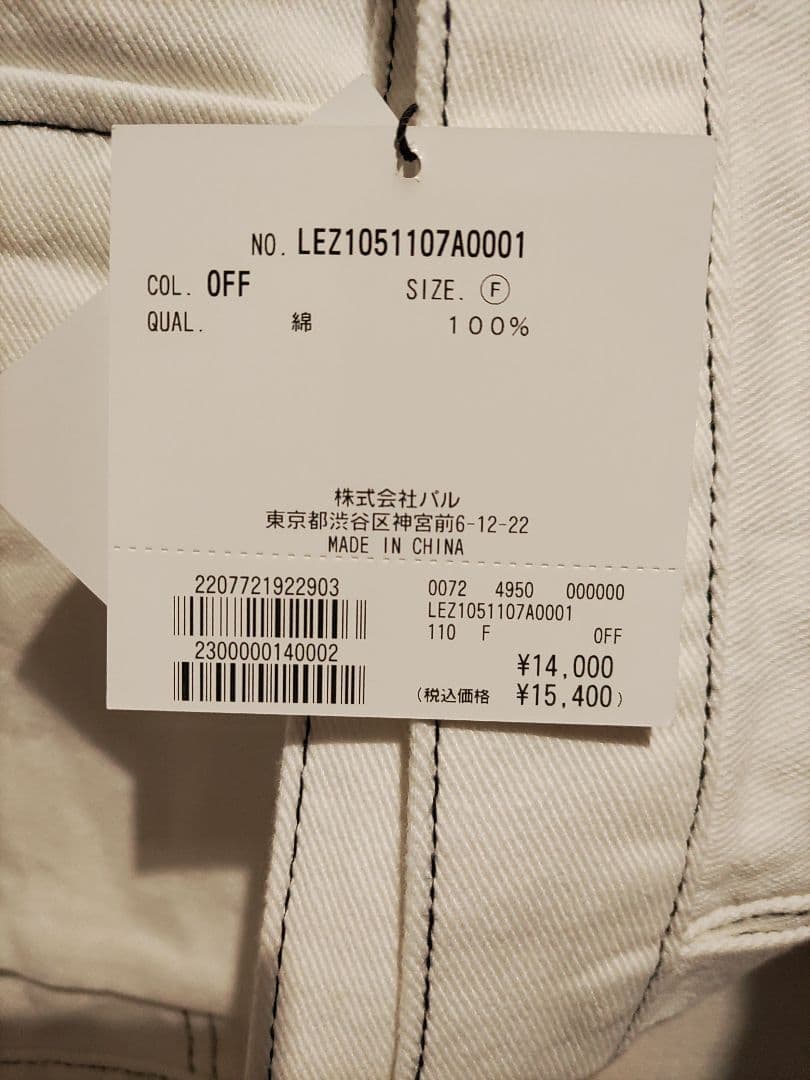 NO. LEZ1051107A0001
COL. OFF SIZE. Ⓕ
QUAL. 綿 100%
株式会社パル
東京都渋谷区神宮前6-12-22
MADE IN CHINA
2207721922903
2300000140002
0072 4950 000000
LEZ1051107A0001
110 F OFF
¥14,000
(税込価格 ¥15,400)